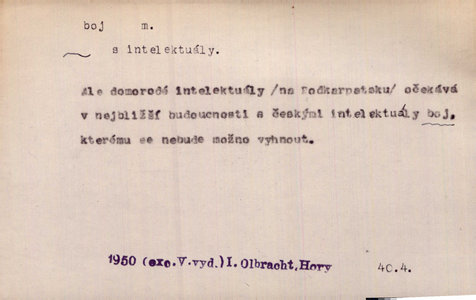 boj m.
s intelektuály.
Ale domorodé intelektuály /na Podkarpatsku/ očekává
v nejbližší budoucnosti s českými intelektuály boj,
kterému se nebude možno vyhnout.
1950 (exc.V.vyd.) I. Olbracht, Hory
40.4.